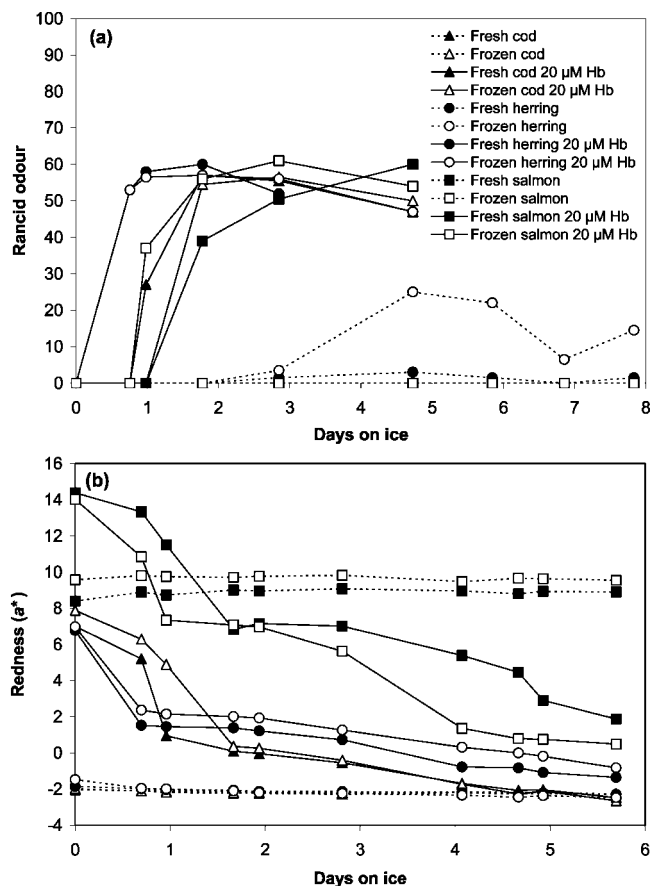 (a)
100
90
80
70
60
50
40
30
20
10
0
Rancid odour
Fresh cod
Frozen cod
Fresh cod 20 µM Hb
Frozen cod 20 µM Hb
Fresh herring
Frozen herring
Fresh herring 20 µM Hb
Frozen herring 20 µM Hb
Fresh salmon
Frozen salmon
Fresh salmon 20 µM Hb
Frozen salmon 20 µM Hb
0 1 2 3 4 5 6 7 8
Days on ice
(b)
16
14
12
10
8
6
4
2
0
-2
-4
Redness (a*)
0 1 2 3 4 5 6
Days on ice